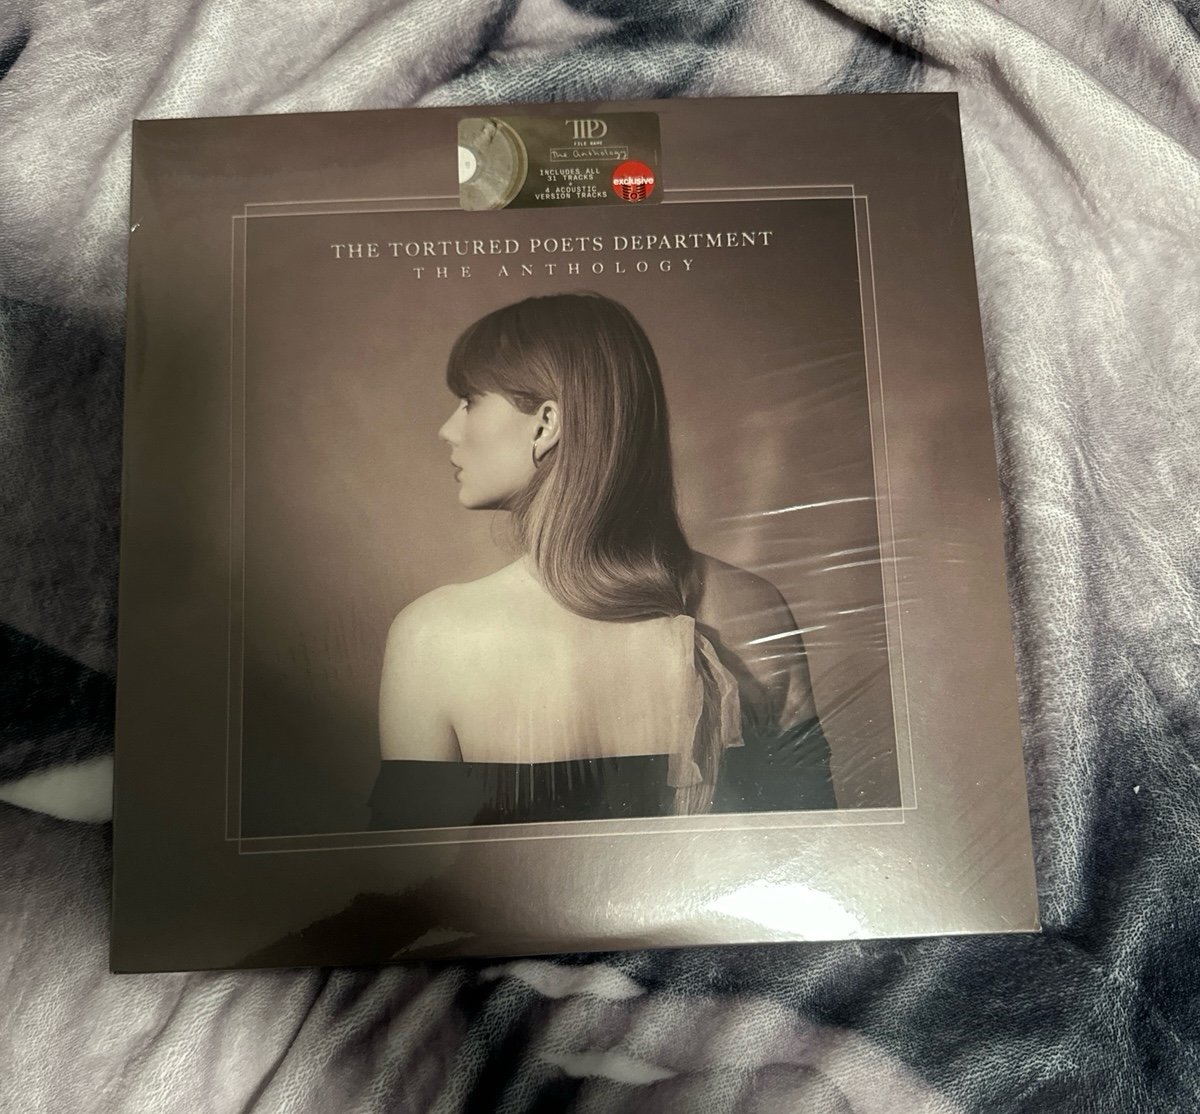 TTPD
FILE NAME
The Anthology
INCLUDES ALL
31 TRACKS
+
4 ACOUSTIC
VERSION TRACKS
exclusive
THE TORTURED POETS DEPARTMENT
THE ANTHOLOGY